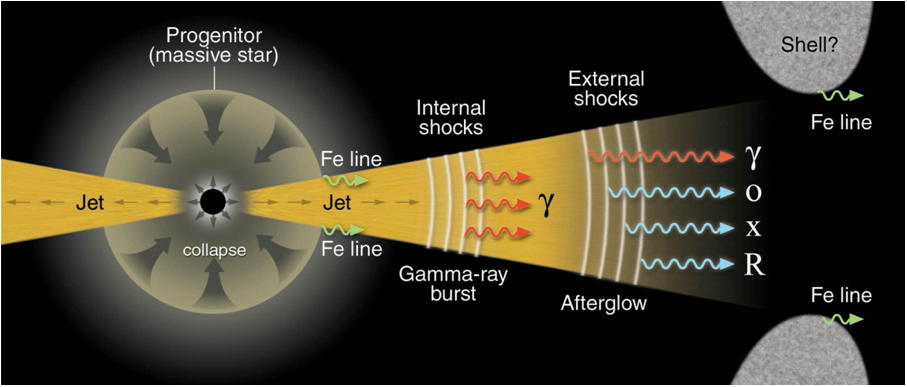 Progenitor
(massive star)
Jet
collapse
Fe line
Jet
Fe line
Internal
shocks
γ
Gamma-ray
burst
External
shocks
γ
o
x
R
Afterglow
Shell?
Fe line
Fe line